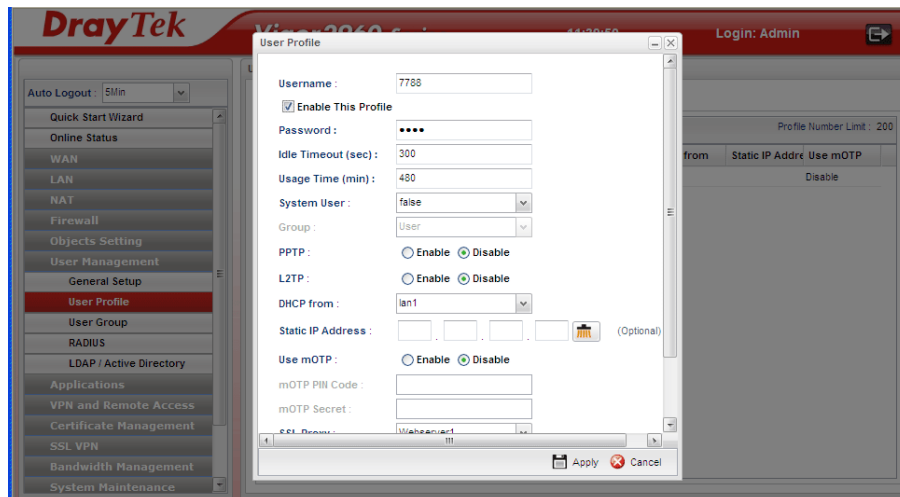 DrayTek
Login: Admin
User Profile
Auto Logout : 5Min
Quick Start Wizard
Online Status
WAN
LAN
NAT
Firewall
Objects Setting
User Management
General Setup
User Profile
User Group
RADIUS
LDAP / Active Directory
Applications
VPN and Remote Access
Certificate Management
SSL VPN
Bandwidth Management
System Maintenance
Username : 7788
Enable This Profile
Password : ••••
Idle Timeout (sec) : 300
Usage Time (min) : 480
System User : false
Group : User
PPTP : Enable Disable
L2TP : Enable Disable
DHCP from : lan1
Static IP Address : . . . (Optional)
Use mOTP : Enable Disable
mOTP PIN Code :
mOTP Secret :
SSL Proxy : Webserver1
Apply Cancel
Profile Number Limit : 200
from Static IP Addre Use mOTP
Disable